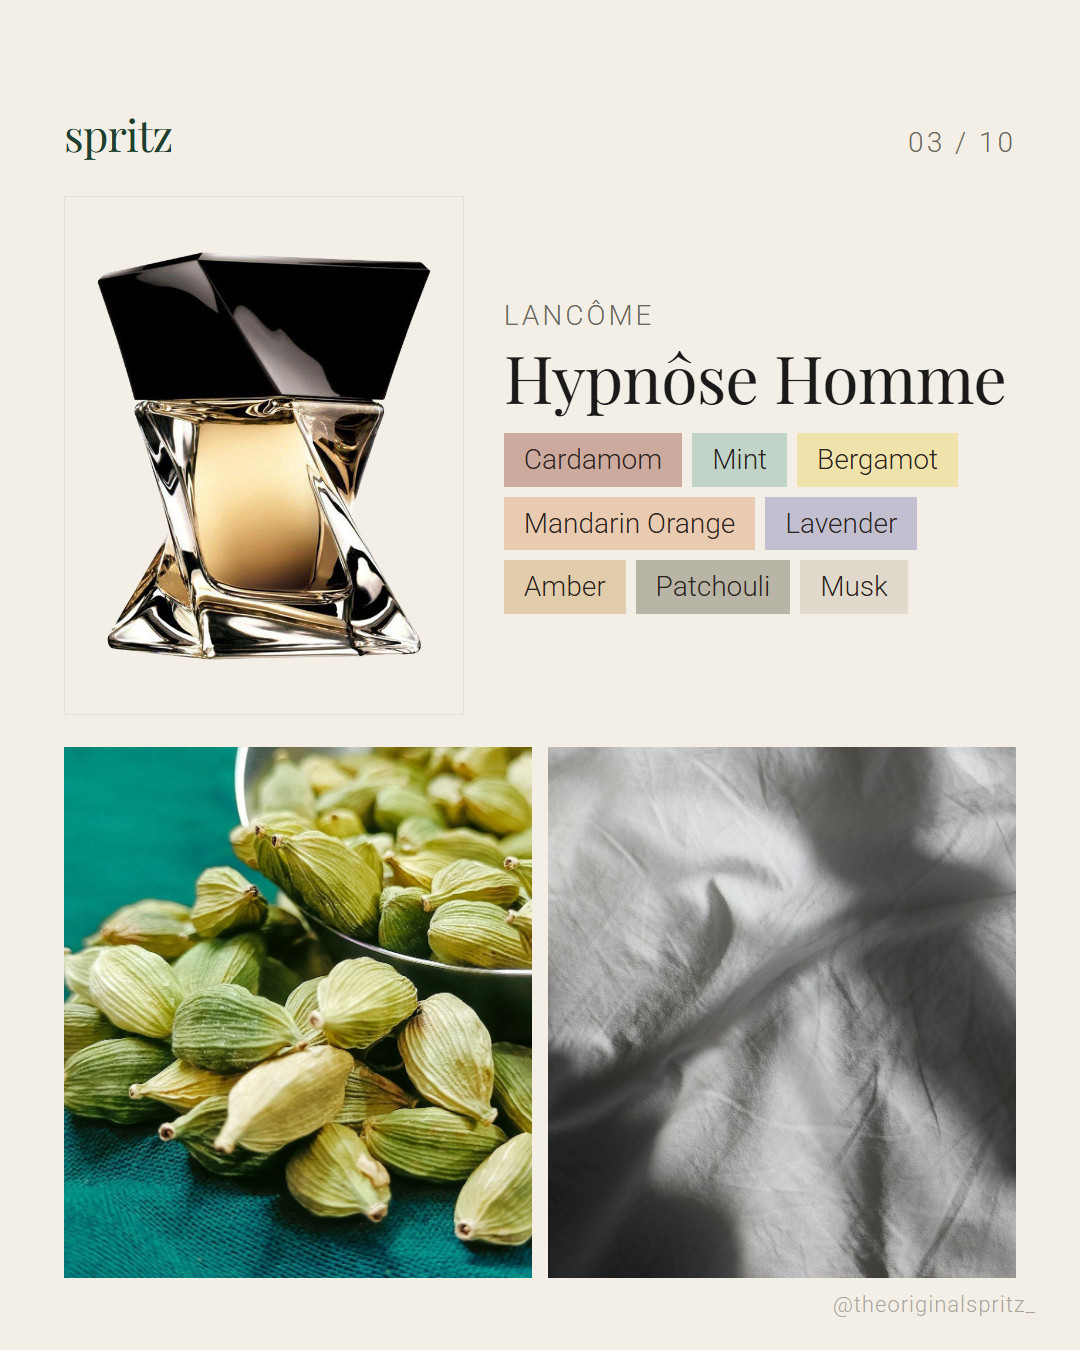 spritz
03 / 10
LANCÔME
Hypnôse Homme
Cardamom Mint Bergamot
Mandarin Orange Lavender
Amber Patchouli Musk
@theoriginalspritz_